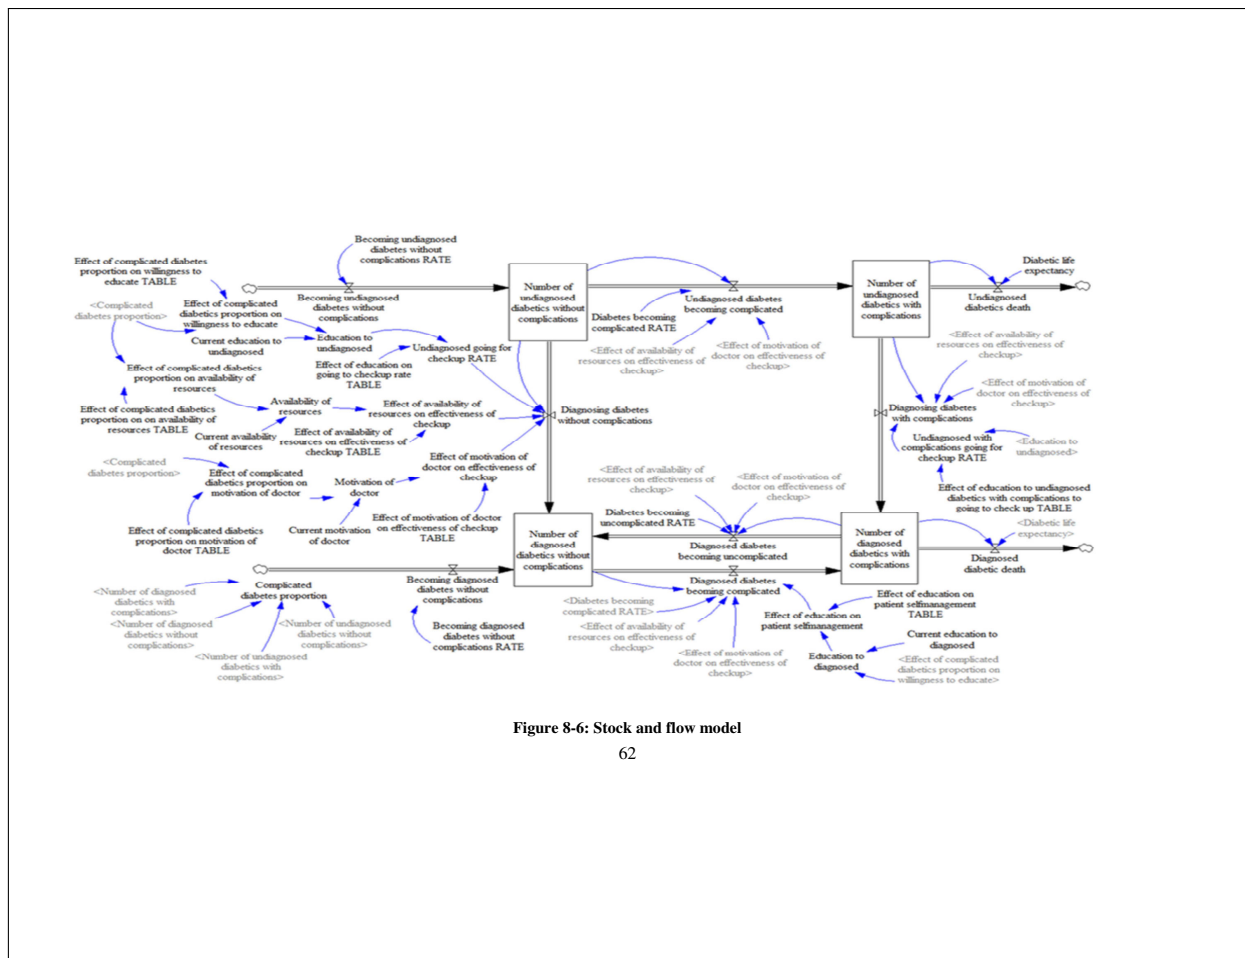 Becoming undiagnosed
diabetes without
complications RATE
Effect of complicated diabetes
proportion on willingness to
educate TABLE
<Complicated
diabetes proportion>
Effect of complicated
diabetics proportion on
willingness to educate
Becoming undiagnosed
diabetes without
complications
Current education to
undiagnosed
Education to
undiagnosed
Undiagnosed going for
checkup RATE
Effect of education on
going to checkup rate
TABLE
Effect of complicated diabetics
proportion on availability of
resources
Effect of complicated diabetics
proportion on on availability of
resources TABLE
Availability of
resources
Current availability
of resources
Effect of availability of
resources on effectiveness of
checkup
Effect of availability of
resources on effectiveness of
checkup TABLE
<Complicated
diabetes proportion>
Effect of complicated
diabetics proportion on
motivation of doctor
Effect of complicated diabetics
proportion on motivation of
doctor TABLE
Motivation of
doctor
Current motivation
of doctor
Effect of motivation of
doctor on effectiveness of
checkup
Effect of motivation of doctor
on effectiveness of checkup
TABLE
Number of
undiagnosed
diabetics without
complications
Diagnosing diabetes
without complications
Diabetes becoming
complicated RATE
Undiagnosed diabetes
becoming complicated
<Effect of availability of
resources on effectiveness of
checkup>
<Effect of motivation of
doctor on effectiveness of
checkup>
Number of
undiagnosed
diabetics with
complications
Diabetic life
expectancy
Undiagnosed
diabetics death
<Effect of availability of
resources on effectiveness of
checkup>
<Effect of motivation of
doctor on effectiveness of
checkup>
Diagnosing diabetes
with complications
Undiagnosed with
complications going for
checkup RATE
<Education to
undiagnosed>
Effect of education to undiagnosed
diabetics with complications to
going to check up TABLE
<Effect of availability of
resources on effectiveness of
checkup>
<Effect of motivation of
doctor on effectiveness of
checkup>
Diabetes becoming
uncomplicated RATE
Diagnosed diabetes
becoming uncomplicated
Number of
diagnosed
diabetics without
complications
Number of
diagnosed
diabetics with
complications
<Diabetic life
expectancy>
Diagnosed
diabetic death
Becoming diagnosed
diabetes without
complications
Becoming diagnosed
diabetes without
complications RATE
Complicated
diabetes proportion
<Number of diagnosed
diabetics with
complications>
<Number of diagnosed
diabetics without
complications>
<Number of undiagnosed
diabetics without
complications>
<Number of undiagnosed
diabetics with
complications>
Diagnosed diabetes
becoming complicated
<Diabetes becoming
complicated RATE>
<Effect of availability of
resources on effectiveness of
checkup>
<Effect of motivation of
doctor on effectiveness of
checkup>
Effect of education on
patient selfmanagement
Effect of education on
patient selfmanagement
TABLE
Education to
diagnosed
Current education to
diagnosed
<Effect of complicated
diabetics proportion on
willingness to educate>
Figure 8-6: Stock and flow model
62